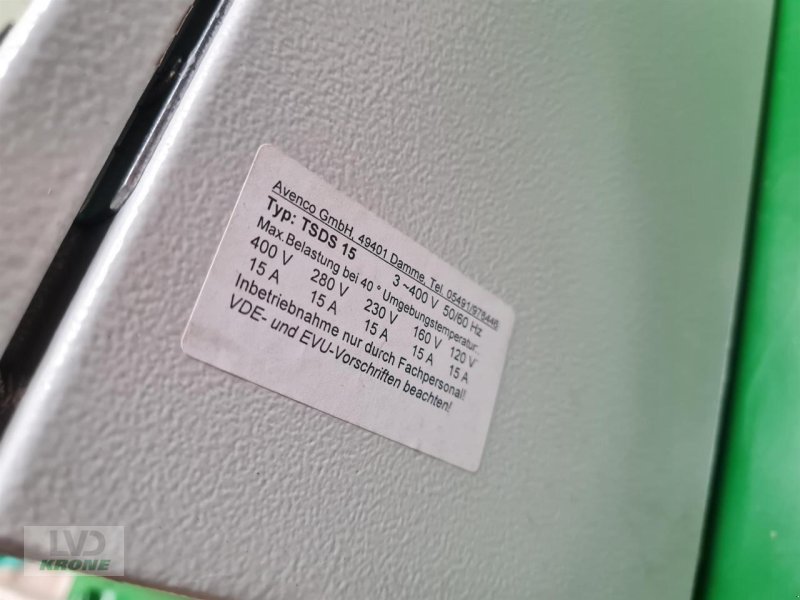 Avenco GmbH, 49401 Damme, Tel. 05491/976446
Typ: TSDS 15 3 ~400 V 50/60 Hz
Max. Belastung bei 40 ° Umgebungstemperatur:
400 V 280 V 230 V 160 V 120 V
15 A 15 A 15 A 15 A 15 A
Inbetriebnahme nur durch Fachpersonal!
VDE- und EVU-Vorschriften beachten!
LVD
KRONE